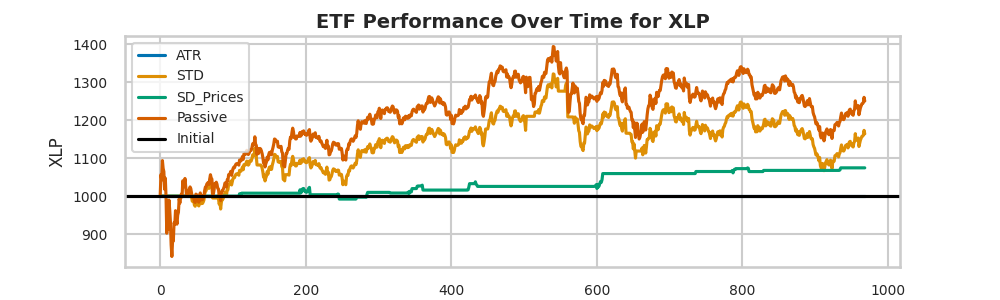 ETF Performance Over Time for XLP
XLP
1400
1300
1200
1100
1000
900
ATR
STD
SD_Prices
Passive
Initial
0
200
400
600
800
1000